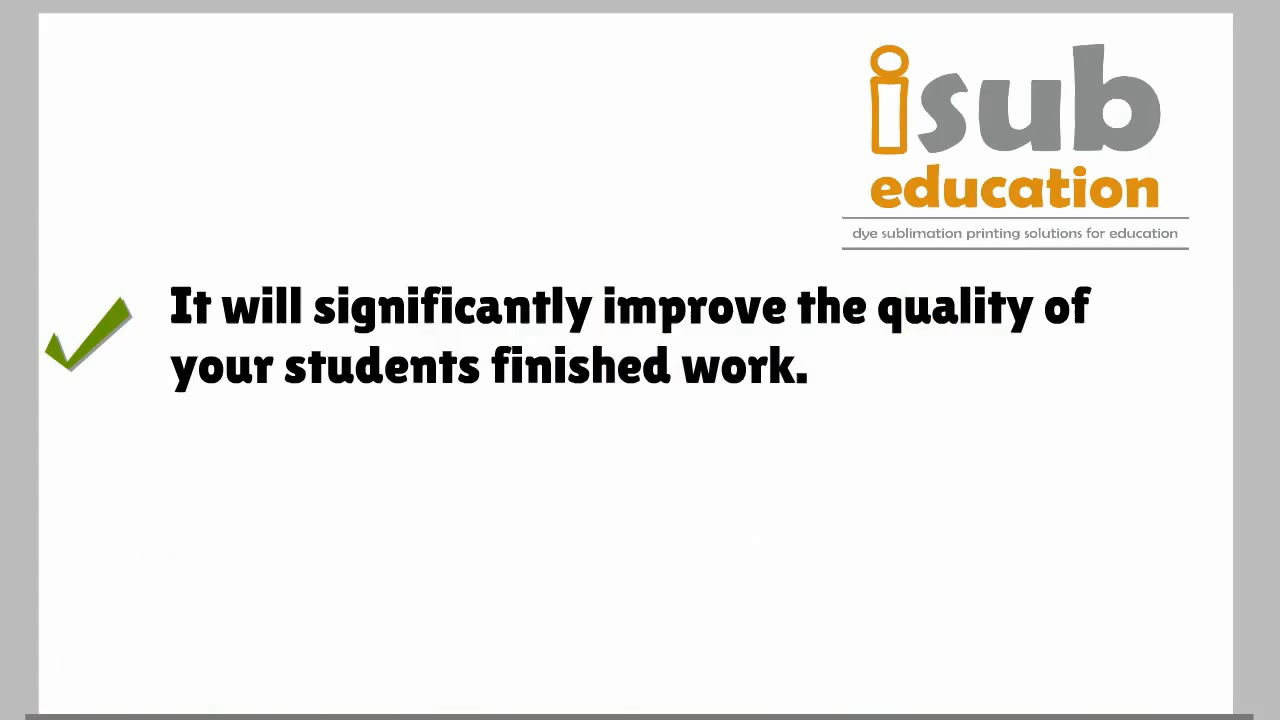 isub
education
dye sublimation printing solutions for education
It will significantly improve the quality of
your students finished work.